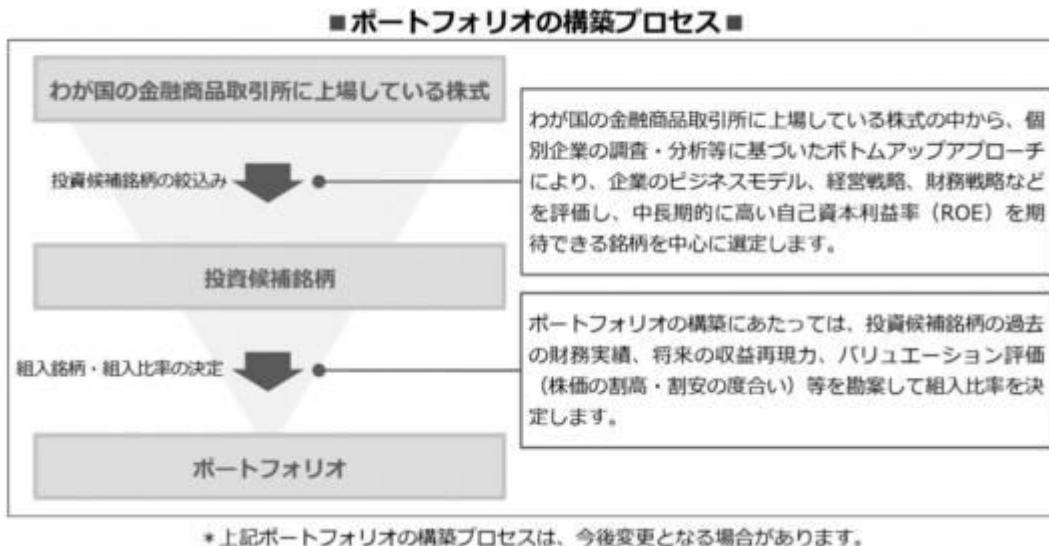 ■ポートフォリオの構築プロセス■
わが国の金融商品取引所に上場している株式
投資候補銘柄の絞込み
わが国の金融商品取引所に上場している株式の中から、個
別企業の調査・分析等に基づいたボトムアップアプローチ
により、企業のビジネスモデル、経営戦略、財務戦略など
を評価し、中長期的に高い自己資本利益率（ROE）を期
待できる銘柄を中心に選定します。
投資候補銘柄
組入銘柄・組入比率の決定
ポートフォリオの構築にあたっては、投資候補銘柄の過去
の財務実績、将来の収益再現力、バリュエーション評価
（株価の割高・割安の度合い）等を勘案して組入比率を決
定します。
ポートフォリオ
＊上記ポートフォリオの構築プロセスは、今後変更となる場合があります。